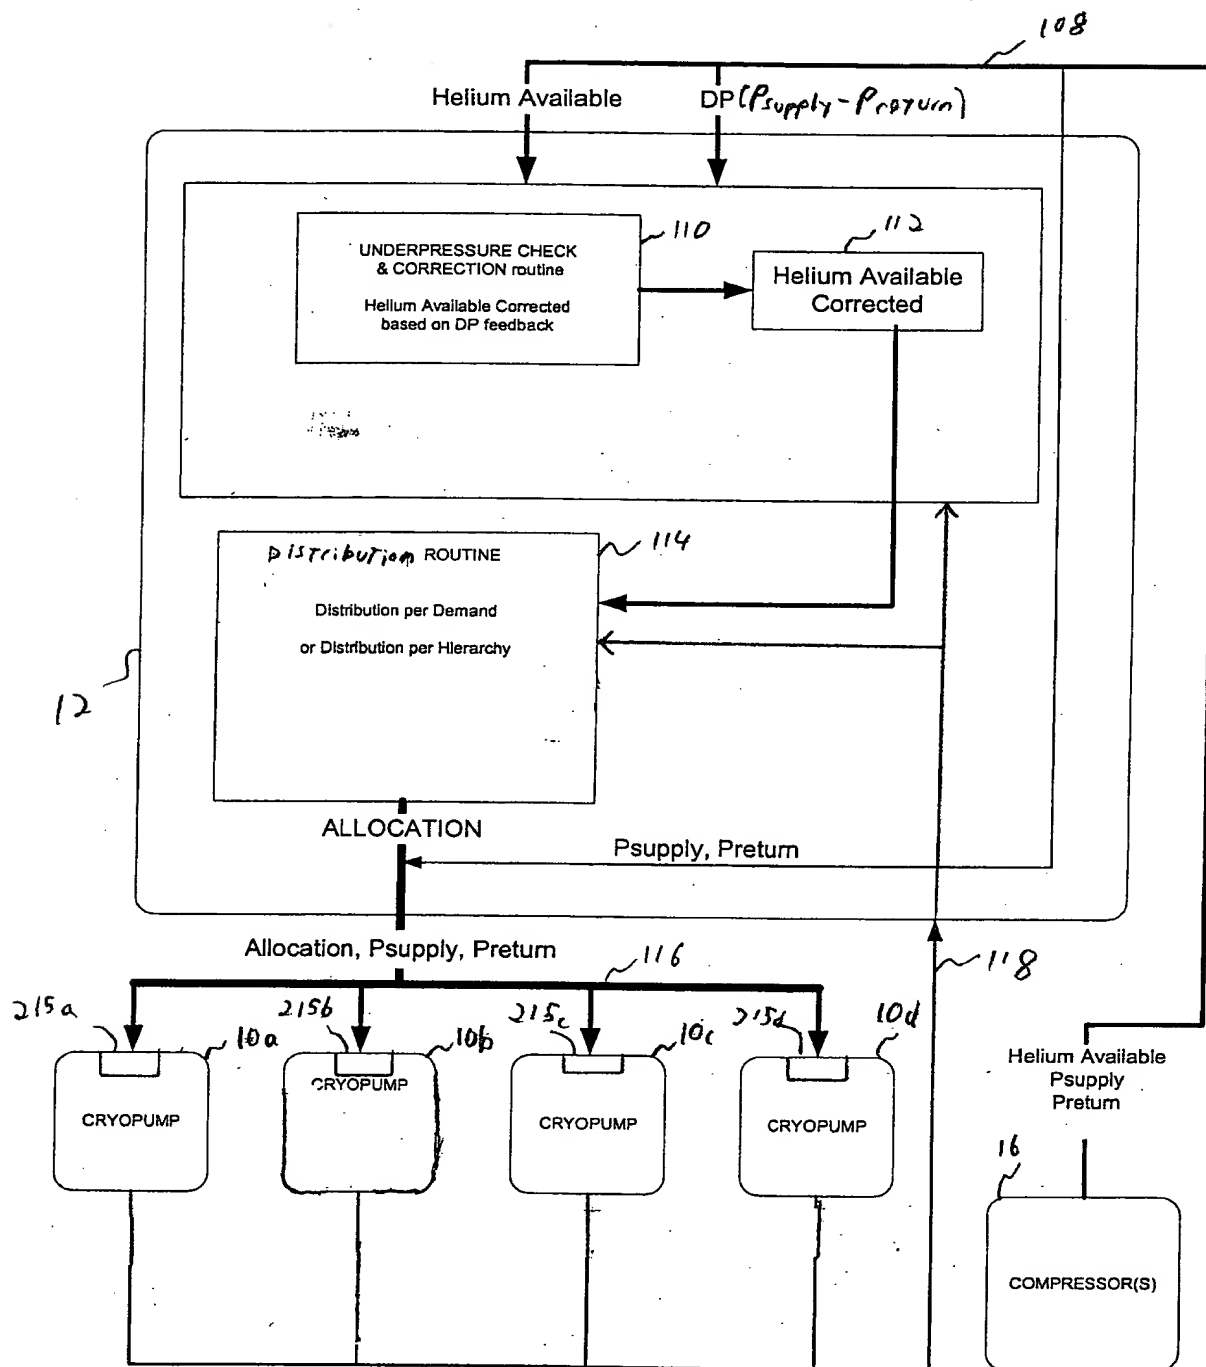 108
Helium Available
DP(Psupply-Preturn)
110
UNDERPRESSURE CHECK
& CORRECTION routine
Helium Available Corrected
based on DP feedback
112
Helium Available
Corrected
114
Distribution ROUTINE
Distribution per Demand
or Distribution per Hierarchy
12
ALLOCATION
Psupply, Preturn
Allocation, Psupply, Preturn
116
118
215a
10a
215b
10b
215c
10c
215d
10d
CRYOPUMP
CRYOPUMP
CRYOPUMP
CRYOPUMP
Helium Available
Psupply
Preturn
16
COMPRESSOR(S)